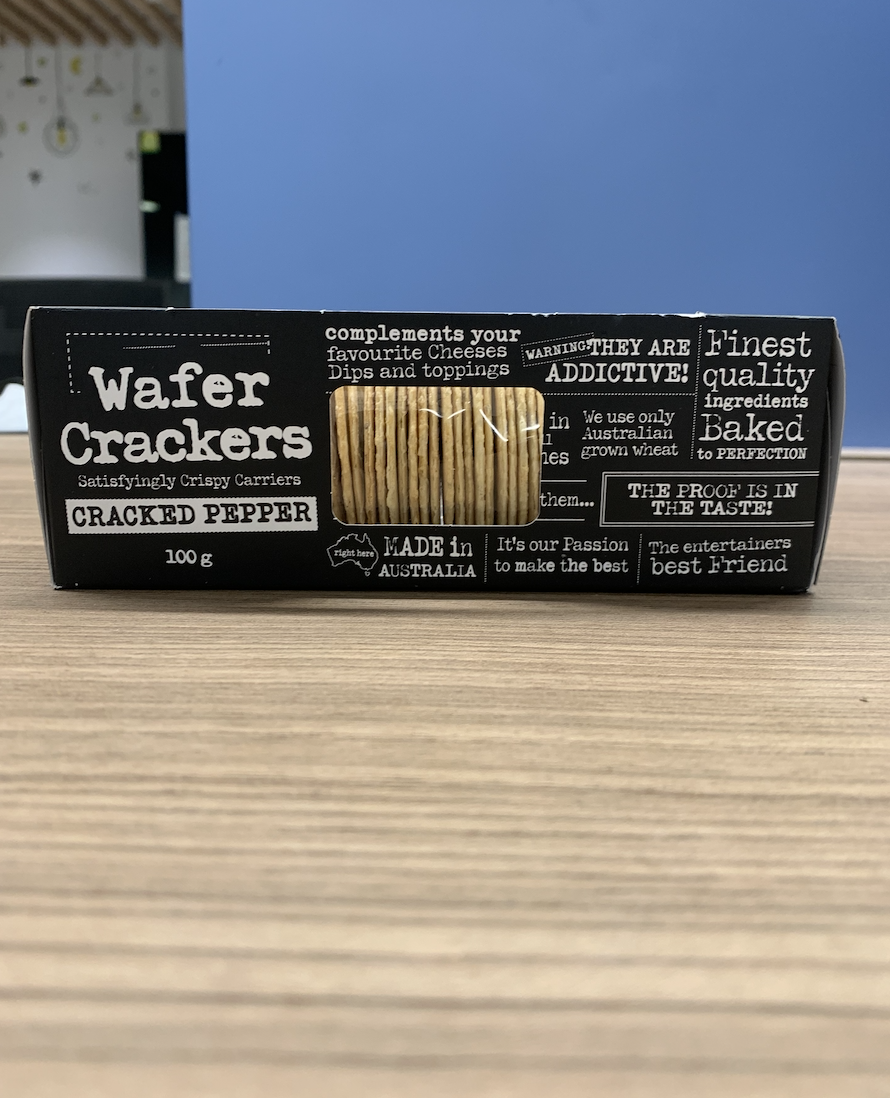 Wafer
Crackers
Satisfyingly Crispy Carriers
CRACKED PEPPER
100 g
complements your
favourite Cheeses
Dips and toppings
WARNING:
THEY ARE
ADDICTIVE!
in
We use only
Australian
grown wheat
them...
right here
MADE in
AUSTRALIA
It's our Passion
to make the best
Finest
quality
ingredients
Baked
to PERFECTION
THE PROOF IS IN
THE TASTE!
The entertainers
best Friend